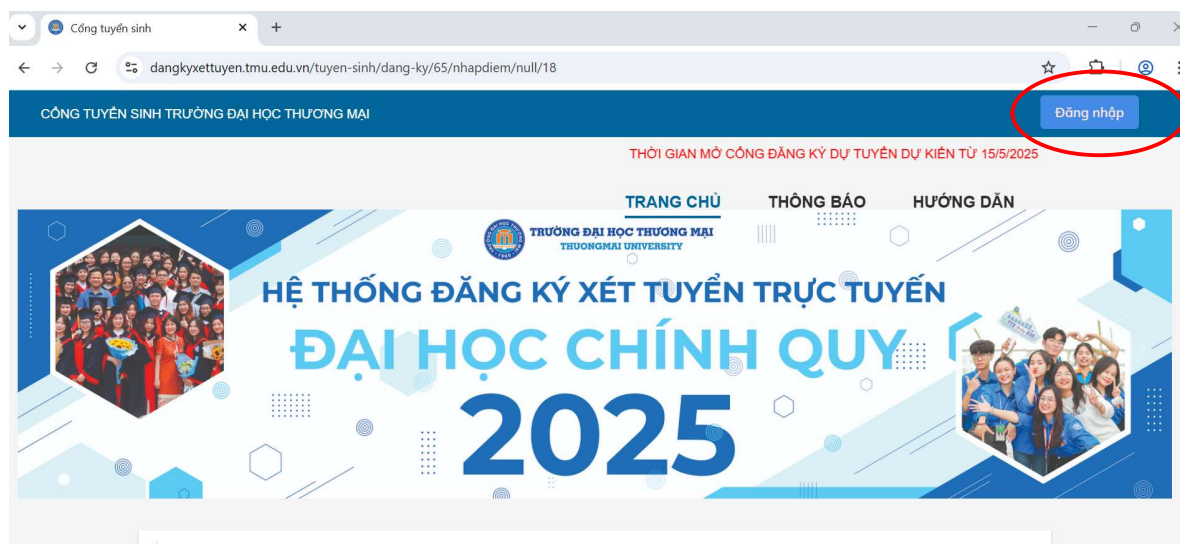 Cổng tuyển sinh
dangkyxettuyen.tmu.edu.vn/tuyen-sinh/dang-ky/65/nhapdiem/null/18
CỔNG TUYỂN SINH TRƯỜNG ĐẠI HỌC THƯƠNG MẠI
Đăng nhập
THỜI GIAN MỞ CỔNG ĐĂNG KÝ DỰ TUYỂN DỰ KIẾN TỪ 15/5/2025
TRANG CHỦ THÔNG BÁO HƯỚNG DẪN
TRƯỜNG ĐẠI HỌC THƯƠNG MẠI
THUONGMAI UNIVERSITY
HỆ THỐNG ĐĂNG KÝ XÉT TUYỂN TRỰC TUYẾN
ĐẠI HỌC CHÍNH QUY
2025